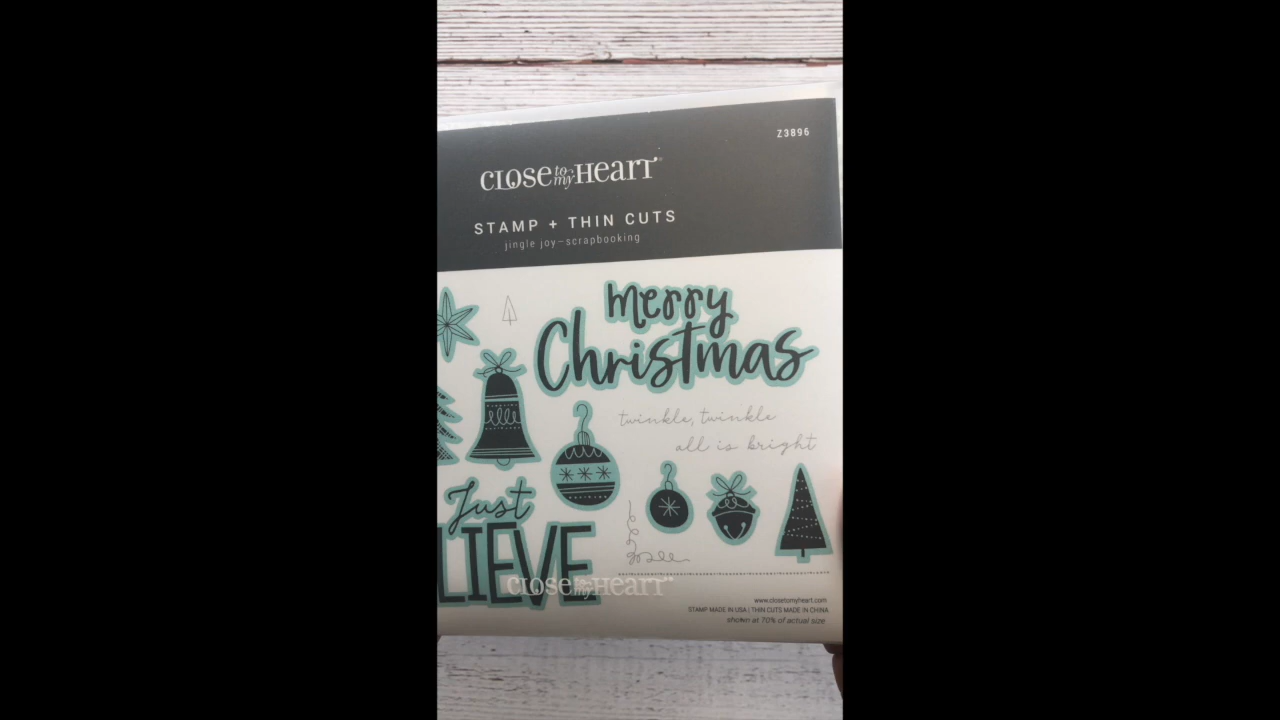 Z3896
CLOSE to my HEART
STAMP + THIN CUTS
jingle joy—scrapbooking
merry
Christmas
twinkle, twinkle
all is bright
Just
LIEVE
CLOSE to my HEART
www.closetomyheart.com
STAMP MADE IN USA | THIN CUTS MADE IN CHINA
shown at 70% of actual size